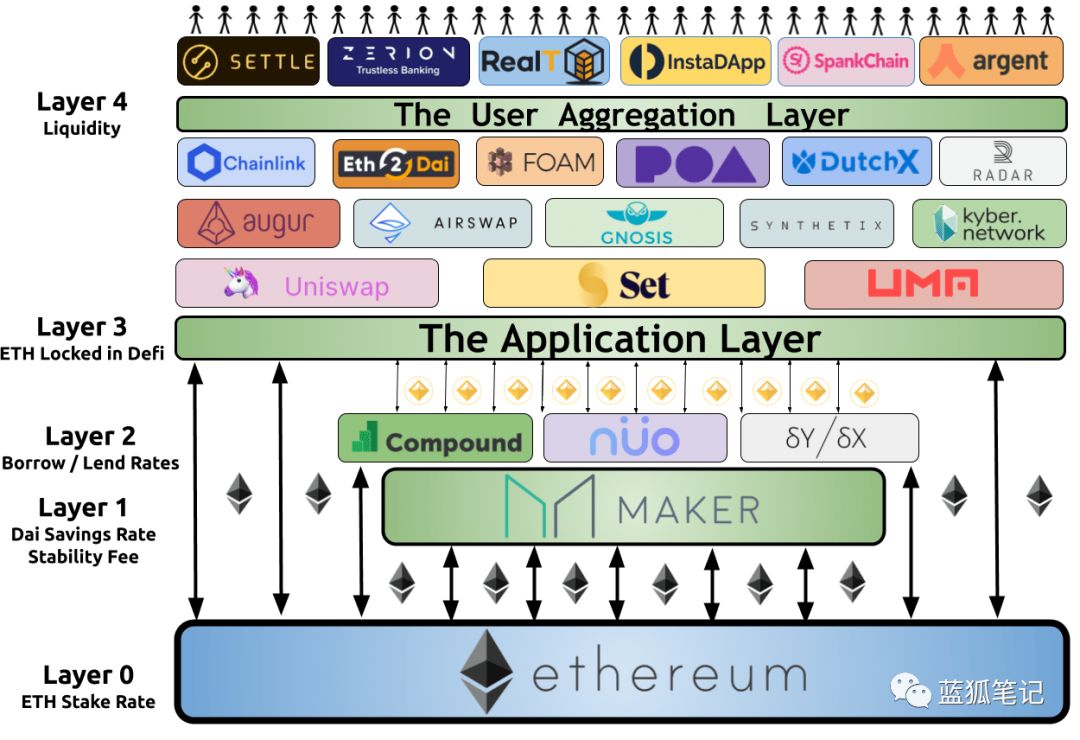 SETTLE
ZERION
Trustless Banking
RealT
InstaDApp
SpankChain
argent
Layer 4
Liquidity
The User Aggregation Layer
Chainlink
Eth 2 Dai
FOAM
POA
DutchX
RADAR
augur
AIRSWAP
GNOSIS
SYNTHETIX
kyber.
network
Uniswap
Set
UMA
Layer 3
ETH Locked in Defi
The Application Layer
Layer 2
Borrow / Lend Rates
Compound
nüo
δY/δX
Layer 1
Dai Savings Rate
Stability Fee
MAKER
Layer 0
ETH Stake Rate
ethereum
蓝狐笔记